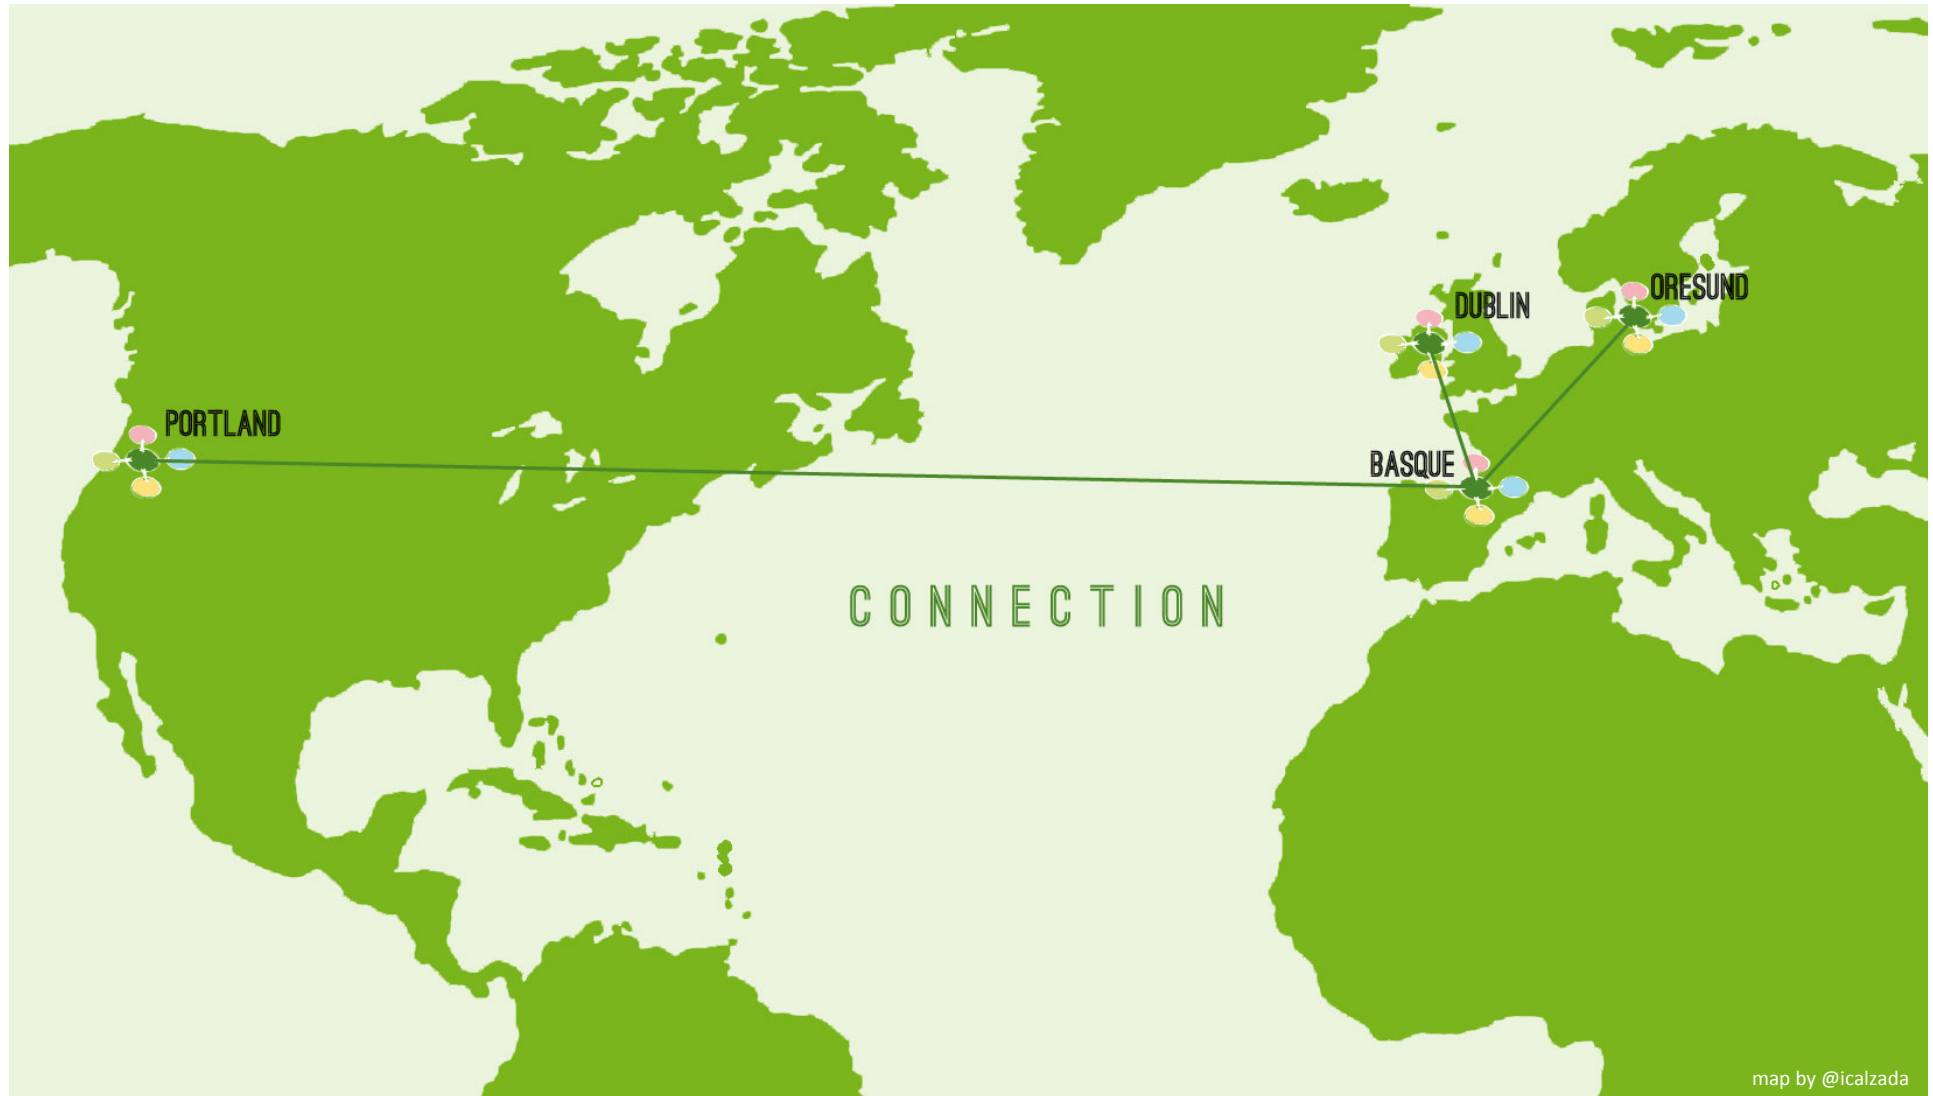 ORESUND
DUBLIN
PORTLAND
BASQUE
CONNECTION
map by @icalzada